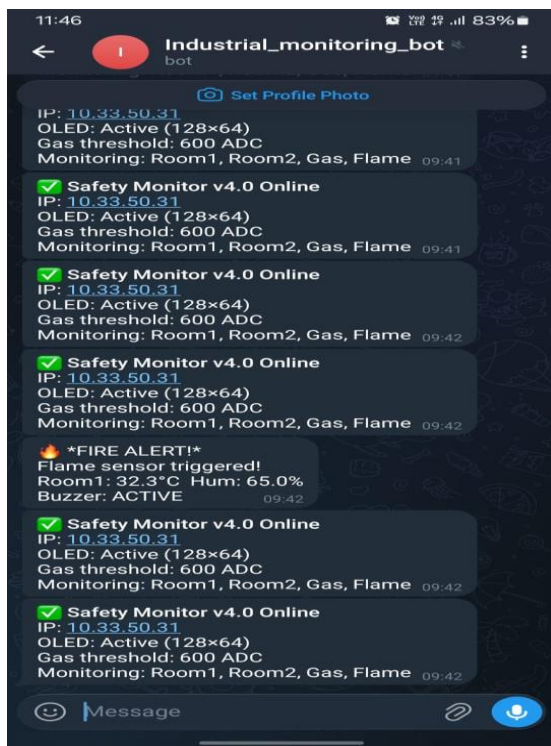 11:46
Vo) 4G LTE 83%
I
Industrial_monitoring_bot
bot
Set Profile Photo
IP: 10.33.50.31
OLED: Active (128×64)
Gas threshold: 600 ADC
Monitoring: Room1, Room2, Gas, Flame 09:41
✅ Safety Monitor v4.0 Online
IP: 10.33.50.31
OLED: Active (128×64)
Gas threshold: 600 ADC
Monitoring: Room1, Room2, Gas, Flame 09:41
✅ Safety Monitor v4.0 Online
IP: 10.33.50.31
OLED: Active (128×64)
Gas threshold: 600 ADC
Monitoring: Room1, Room2, Gas, Flame 09:42
✅ Safety Monitor v4.0 Online
IP: 10.33.50.31
OLED: Active (128×64)
Gas threshold: 600 ADC
Monitoring: Room1, Room2, Gas, Flame 09:42
🔥 *FIRE ALERT!*
Flame sensor triggered!
Room1: 32.3°C Hum: 65.0%
Buzzer: ACTIVE 09:42
✅ Safety Monitor v4.0 Online
IP: 10.33.50.31
OLED: Active (128×64)
Gas threshold: 600 ADC
Monitoring: Room1, Room2, Gas, Flame 09:42
✅ Safety Monitor v4.0 Online
IP: 10.33.50.31
OLED: Active (128×64)
Gas threshold: 600 ADC
Monitoring: Room1, Room2, Gas, Flame 09:42
Message